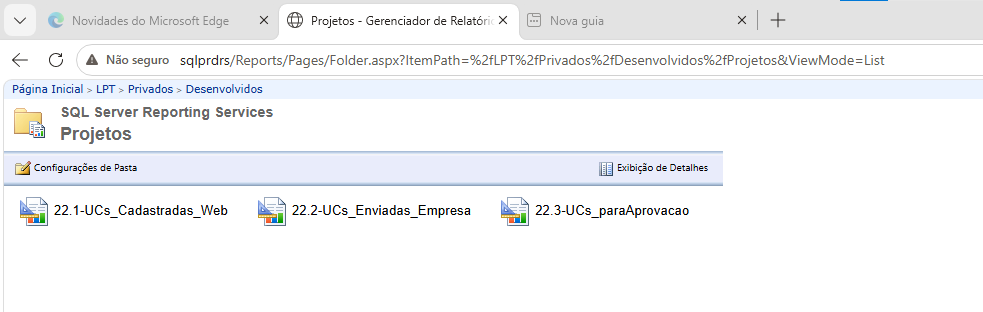 Novidades do Microsoft Edge
Projetos - Gerenciador de Relatóri
Nova guia
Não seguro
sqlprdrs/Reports/Pages/Folder.aspx?ItemPath=%2fLPT%2fPrivados%2fDesenvolvidos%2fProjetos&ViewMode=List
Página Inicial > LPT > Privados > Desenvolvidos
SQL Server Reporting Services
Projetos
Configurações de Pasta
Exibição de Detalhes
22.1-UCs_Cadastradas_Web
22.2-UCs_Enviadas_Empresa
22.3-UCs_paraAprovacao